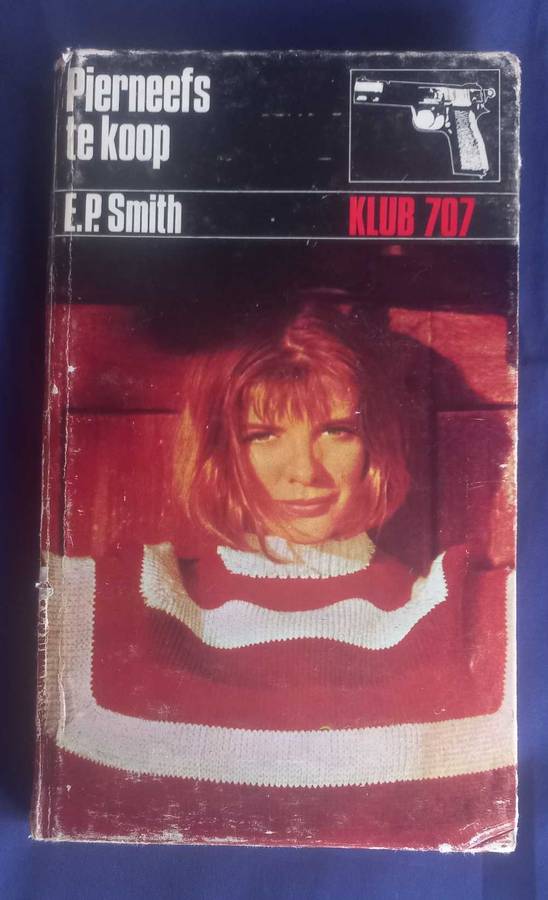 Pierneefs
te koop
E.P. Smith
KLUB 707